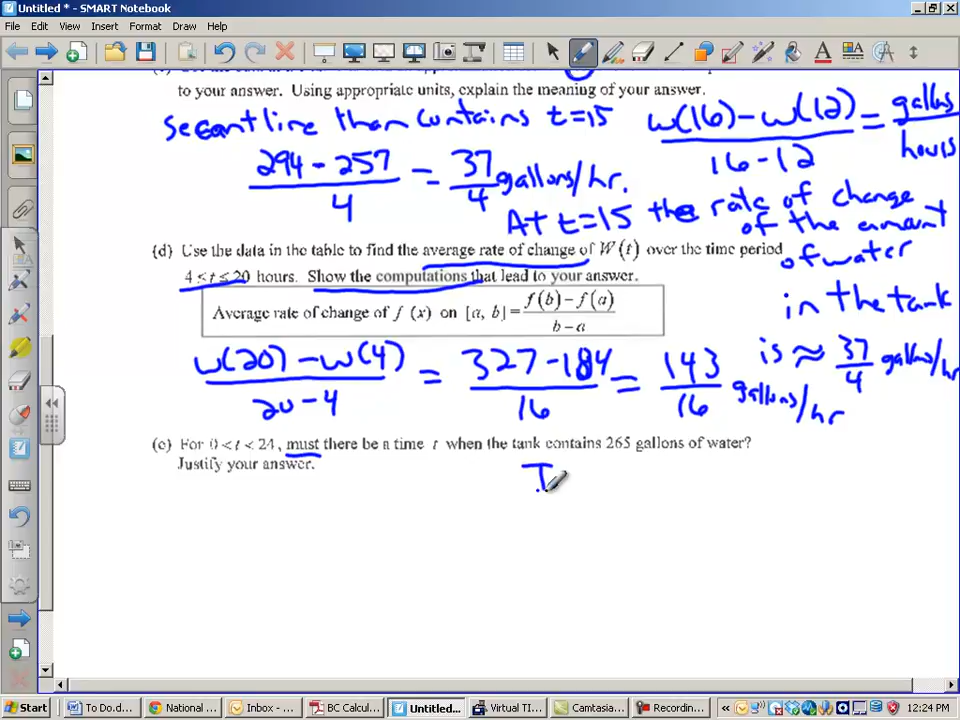 Untitled * - SMART Notebook
File Edit View Insert Format Draw Help
to your answer. Using appropriate units, explain the meaning of your answer.
secant line than contains t=15
w(16)-w(12) / 16-12 = gallons/hours
294-257 / 4 = 37/4 gallons/hr.
At t=15 the rate of change
of the amount
of water
in the tank
is ≈ 37/4 gallons/hr
(d) Use the data in the table to find the average rate of change of W(t) over the time period
4 ≤ t ≤ 20 hours. Show the computations that lead to your answer.
Average rate of change of f(x) on [a, b] = f(b)-f(a) / b-a
w(20)-w(4) / 20-4 = 327-184 / 16 = 143/16 gallons/hr
(e) For 0 < t < 24, must there be a time t when the tank contains 265 gallons of water?
Justify your answer.
I
Start To Do.d... National ... Inbox - ... BC Calcul... Untitled... Virtual TI... Camtasia... Recording... « 12:24 PM